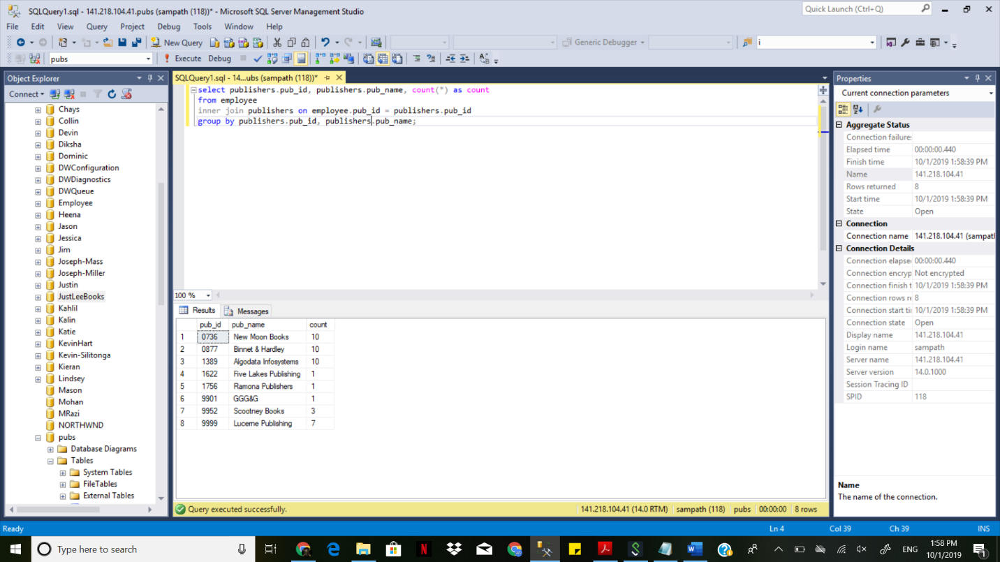 SQLQuery1.sql - 141.218.104.41.pubs (sampath (118))* - Microsoft SQL Server Management Studio
Quick Launch (Ctrl+Q)
File Edit View Query Project Debug Tools Window Help
New Query
Generic Debugger
i
pubs
Execute Debug
Object Explorer
Connect
Chays
Collin
Devin
Diksha
Dominic
DWConfiguration
DWDiagnostics
DWQueue
Employee
Heena
Jason
Jessica
Jim
Joseph-Mass
Joseph-Miller
Justin
JustLeeBooks
Kahlil
Kalin
Katie
KevinHart
Kevin-Silitonga
Kieran
Lindsey
Mason
Mohan
MRazi
NORTHWND
pubs
Database Diagrams
Tables
System Tables
FileTables
External Tables
SQLQuery1.sql - 14...ubs (sampath (118))*
select publishers.pub_id, publishers.pub_name, count(*) as count
from employee
inner join publishers on employee.pub_id = publishers.pub_id
group by publishers.pub_id, publishers.pub_name;
100 %
Results Messages
pub_id pub_name count
1 0736 New Moon Books 10
2 0877 Binnet & Hardley 10
3 1389 Algodata Infosystems 10
4 1622 Five Lakes Publishing 1
5 1756 Ramona Publishers 1
6 9901 GGG&G 1
7 9952 Scootney Books 3
8 9999 Lucerne Publishing 7
Query executed successfully.
141.218.104.41 (14.0 RTM) sampath (118) pubs 00:00:00 8 rows
Properties
Current connection parameters
Aggregate Status
Connection failures
Elapsed time 00:00:00.440
Finish time 10/1/2019 1:58:39 PM
Name 141.218.104.41
Rows returned 8
Start time 10/1/2019 1:58:39 PM
State Open
Connection
Connection name 141.218.104.41 (sampath
Connection Details
Connection elapse 00:00:00.440
Connection encryp Not encrypted
Connection finish t 10/1/2019 1:58:39 PM
Connection rows re 8
Connection start ti 10/1/2019 1:58:39 PM
Connection state Open
Display name 141.218.104.41
Login name sampath
Server name 141.218.104.41
Server version 14.0.1000
Session Tracing ID
SPID 118
Name
The name of the connection.
Ready
Ln 4 Col 39 Ch 39 INS
Type here to search
ENG
1:58 PM
10/1/2019
1